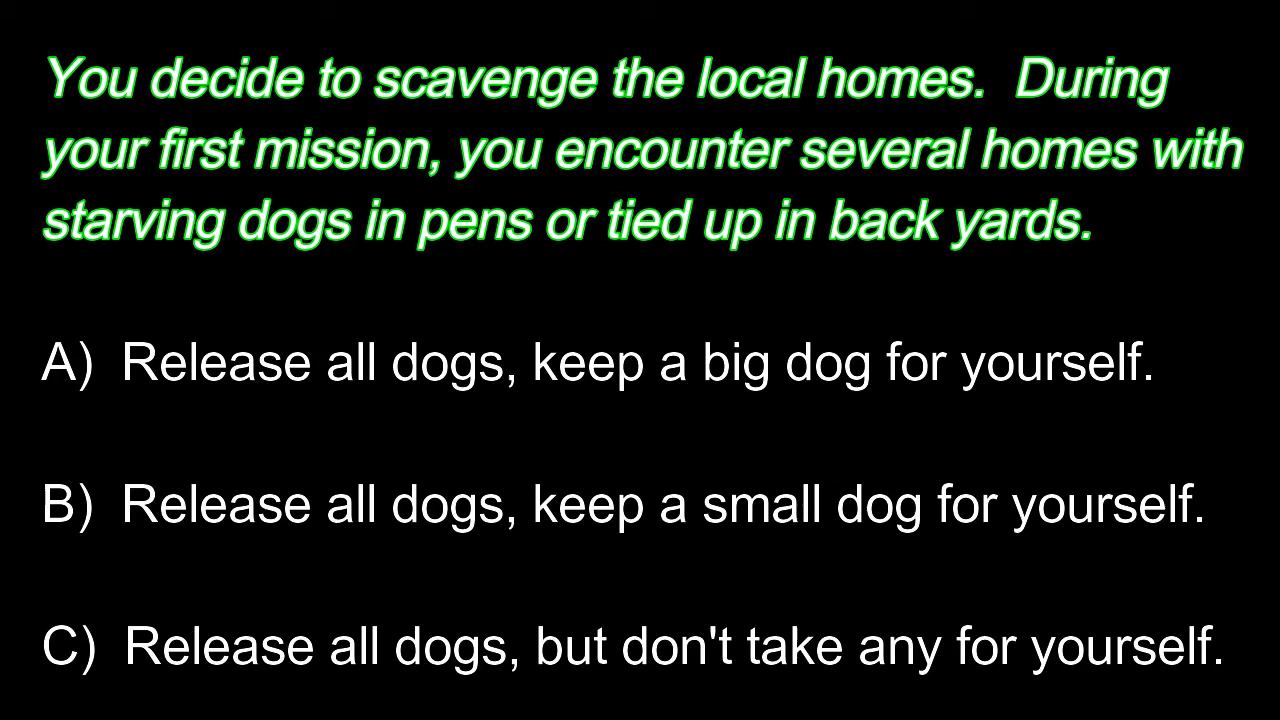 You decide to scavenge the local homes.  During
your first mission, you encounter several homes with
starving dogs in pens or tied up in back yards.
A)  Release all dogs, keep a big dog for yourself.
B)  Release all dogs, keep a small dog for yourself.
C)  Release all dogs, but don't take any for yourself.